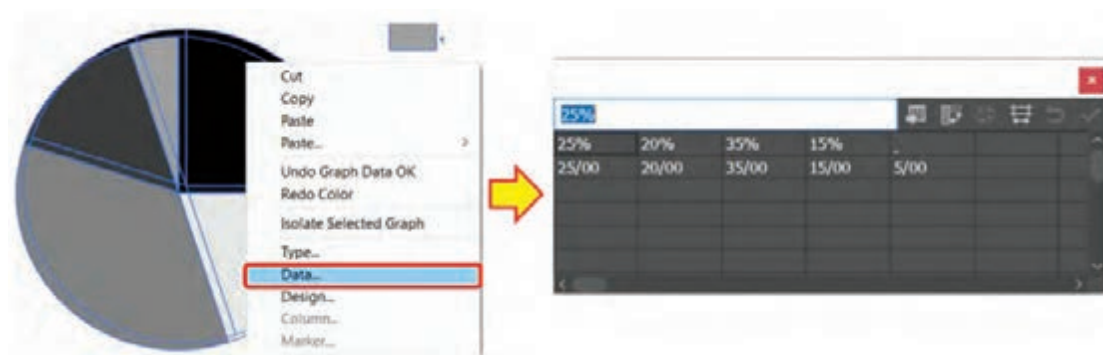 Cut
Copy
Paste
Paste...
Undo Graph Data OK
Redo Color
Isolate Selected Graph
Type...
Data...
Design...
Column...
Marker...
25%
25% 20% 35% 15% _
25/00 20/00 35/00 15/00 5/00